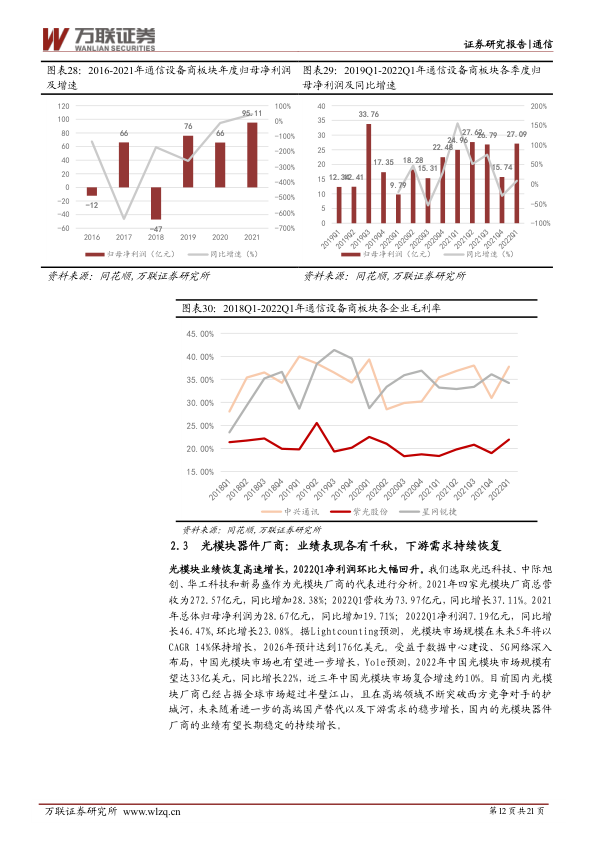 万联证券
WANLIAN SECURITIES
证券研究报告|通信
图表28：2016-2021年通信设备商板块年度归母净利润
及增速
120
100
80
60
40
20
0
-20
-40
-60
100%
0%
-100%
-200%
-300%
-400%
-500%
-600%
-700%
-12
66
-47
76
66
95.11
2016 2017 2018 2019 2020 2021
归母净利润（亿元） 同比增速（%）
资料来源：同花顺,万联证券研究所
图表29：2019Q1-2022Q1年通信设备商板块各季度归
母净利润及同比增速
40
35
30
25
20
15
10
5
0
200%
150%
100%
50%
0%
-50%
-100%
12.34
12.41
33.76
17.35
9.79
18.28
15.31
22.48
24.96
27.62
26.79
15.74
27.09
2019Q1 2019Q2 2019Q3 2019Q4 2020Q1 2020Q2 2020Q3 2020Q4 2021Q1 2021Q2 2021Q3 2021Q4 2022Q1
归母净利润（亿元） 同比增速（%）
资料来源：同花顺,万联证券研究所
图表30：2018Q1-2022Q1年通信设备商板块各企业毛利率
45.00%
40.00%
35.00%
30.00%
25.00%
20.00%
15.00%
2018Q1 2018Q2 2018Q3 2018Q4 2019Q1 2019Q2 2019Q3 2019Q4 2020Q1 2020Q2 2020Q3 2020Q4 2021Q1 2021Q2 2021Q3 2021Q4 2022Q1
中兴通讯 紫光股份 星网锐捷
资料来源：同花顺,万联证券研究所
2.3 光模块器件厂商：业绩表现各有千秋，下游需求持续恢复
光模块业绩恢复高速增长，2022Q1净利润环比大幅回升。我们选取光迅科技、中际旭
创、华工科技和新易盛作为光模块厂商的代表进行分析。2021年四家光模块厂商总营
收为272.57亿元，同比增加28.38%；2022Q1营收为73.97亿元，同比增长37.11%。2021
年总体归母净利润为28.67亿元，同比增加19.71%；2022Q1净利润7.19亿元，同比增
长46.47%,环比增长23.08%。据Lightcounting预测，光模块市场规模在未来5年将以
CAGR 14%保持增长，2026年预计达到176亿美元。受益于数据中心建设、5G网络深入
布局，中国光模块市场也有望进一步增长，Yole预测，2022年中国光模块市场规模有
望达33亿美元，同比增长22%，近三年中国光模块市场复合增速约10%。目前国内光模
块厂商已经占据全球市场超过半壁江山，且在高端领域不断突破西方竞争对手的护
城河，未来随着进一步的高端国产替代以及下游需求的稳步增长，国内的光模块器件
厂商的业绩有望长期稳定的持续增长。
万联证券研究所 www.wlzq.cn
第12页共21页